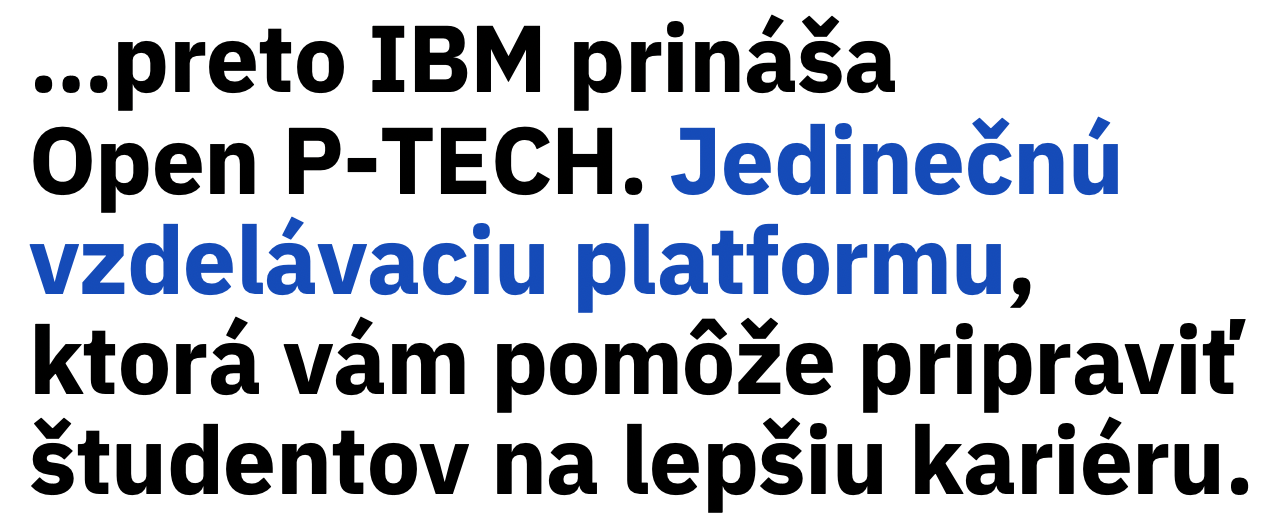 ...preto IBM prináša
Open P-TECH. Jedinečnú
vzdelávaciu platformu,
ktorá vám pomôže pripraviť
študentov na lepšiu kariéru.